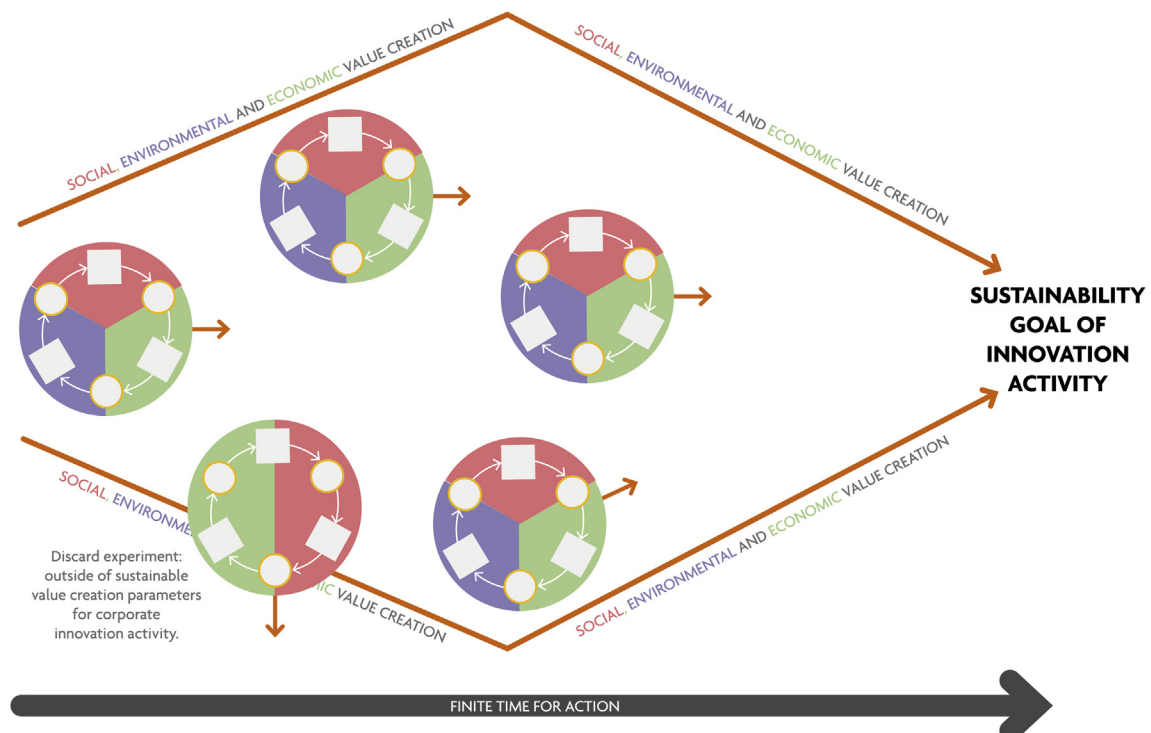 SOCIAL, ENVIRONMENTAL AND ECONOMIC VALUE CREATION
SOCIAL, ENVIRONMENTAL AND ECONOMIC VALUE CREATION
SUSTAINABILITY
GOAL OF
INNOVATION
ACTIVITY
SOCIAL, VALUE CREATION
SOCIAL, ENVIRONMENTAL AND ECONOMIC VALUE CREATION
Discard experiment:
outside of sustainable
value creation parameters
for corporate
innovation activity.
FINITE TIME FOR ACTION